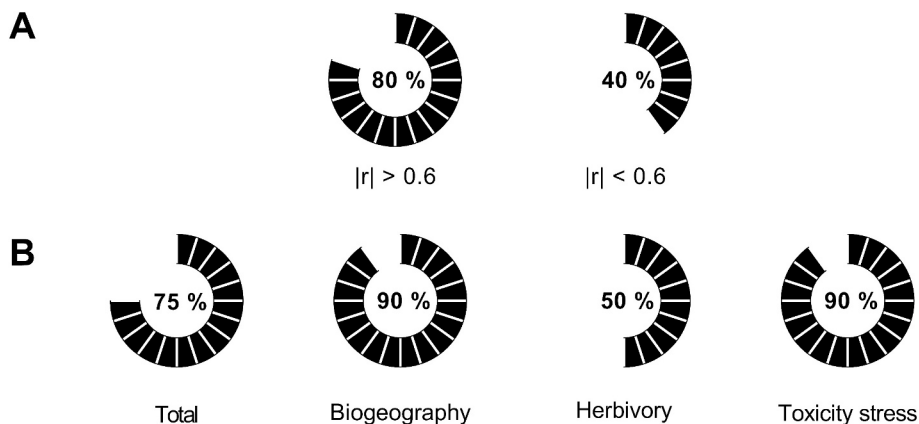 A
80 %
40 %
|r| > 0.6
|r| < 0.6
B
75 %
90 %
50 %
90 %
Total
Biogeography
Herbivory
Toxicity stress